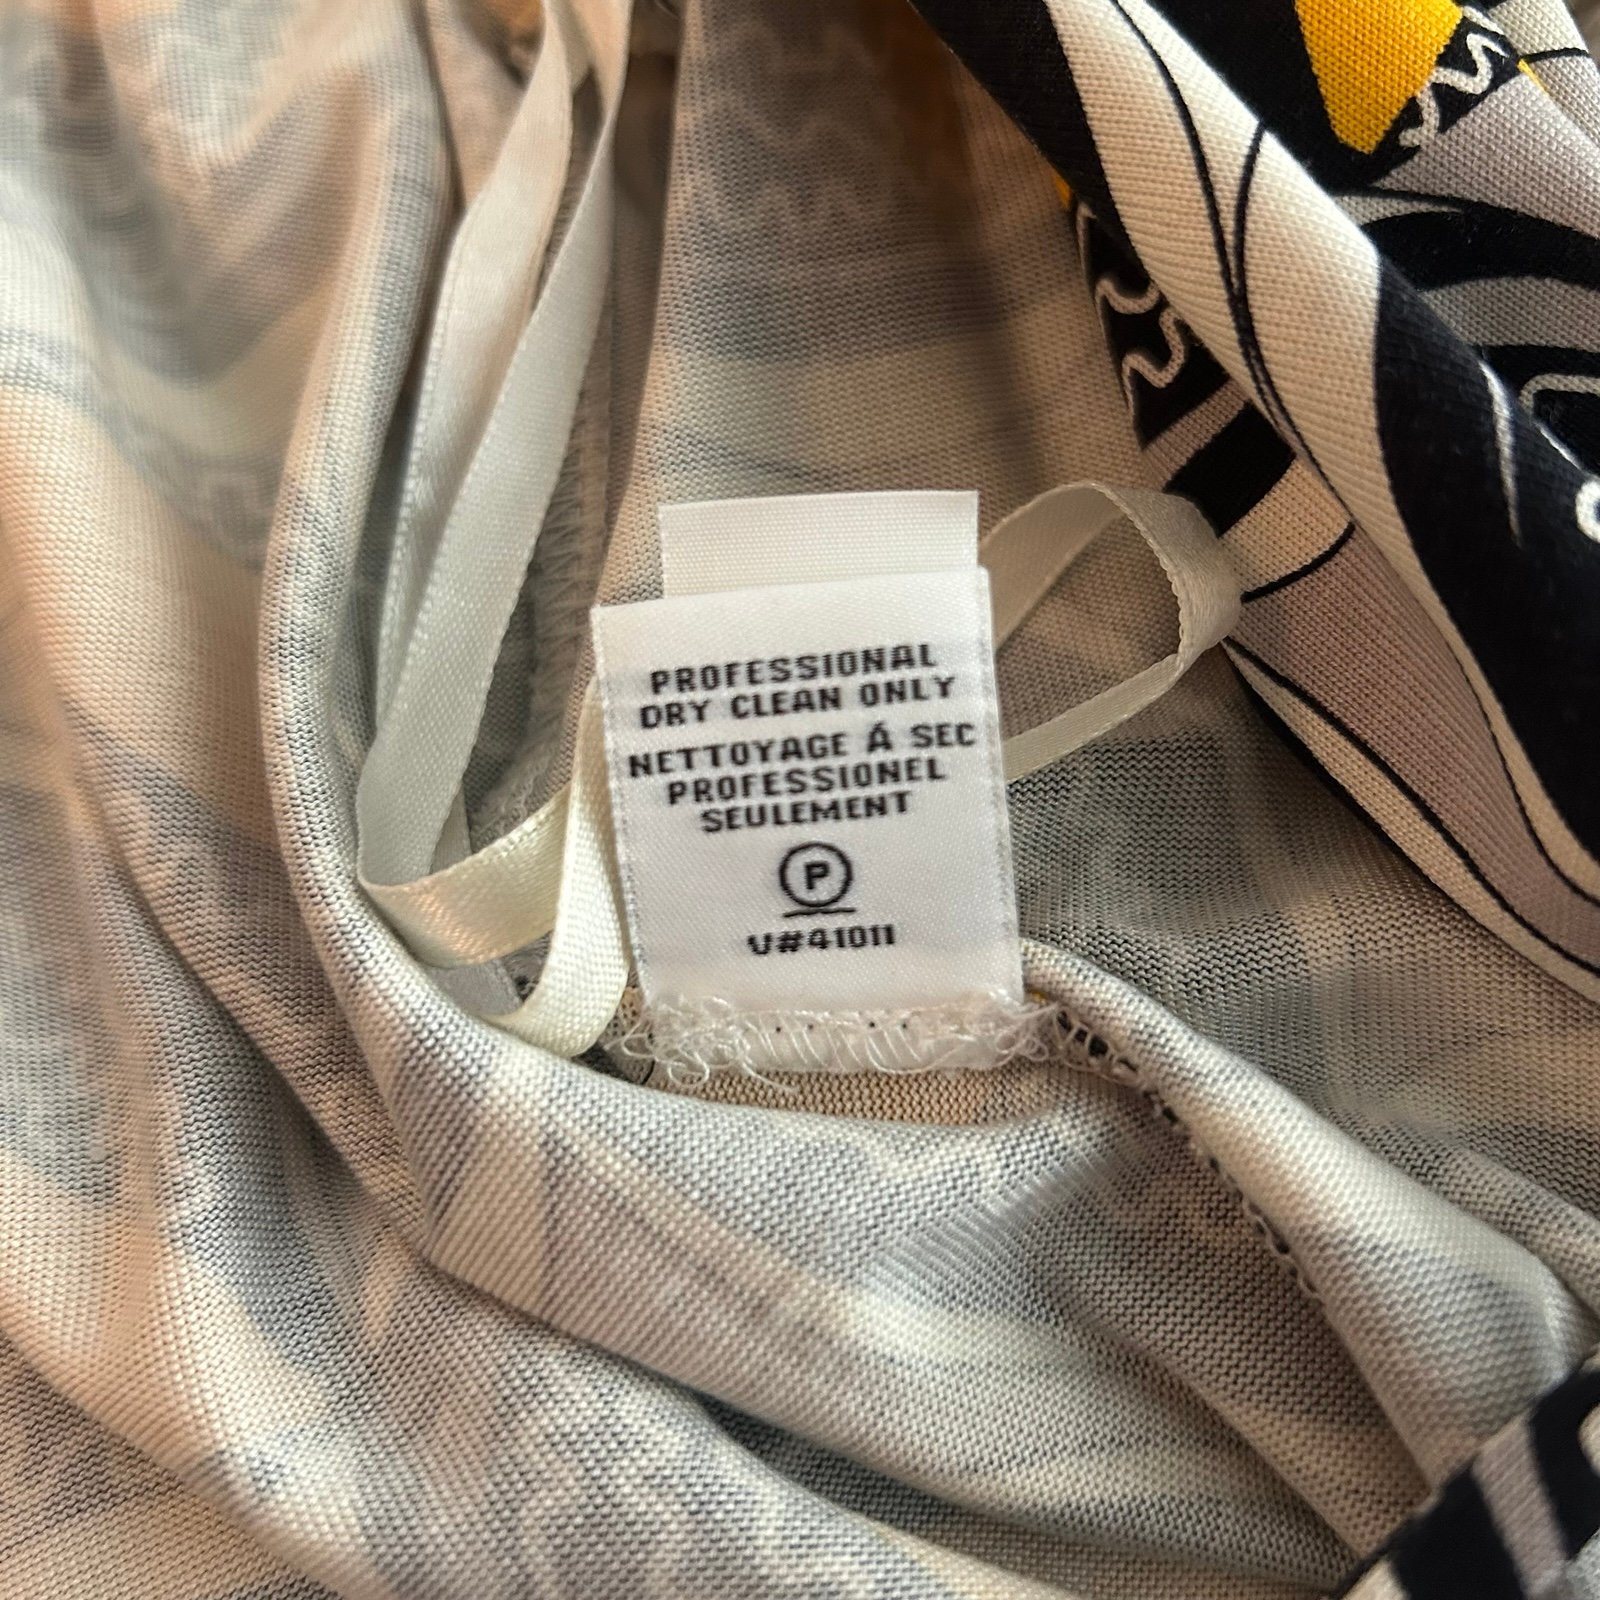 PROFESSIONAL
DRY CLEAN ONLY
NETTOYAGE Á SEC
PROFESSIONEL
SEULEMENT
P
V#41011